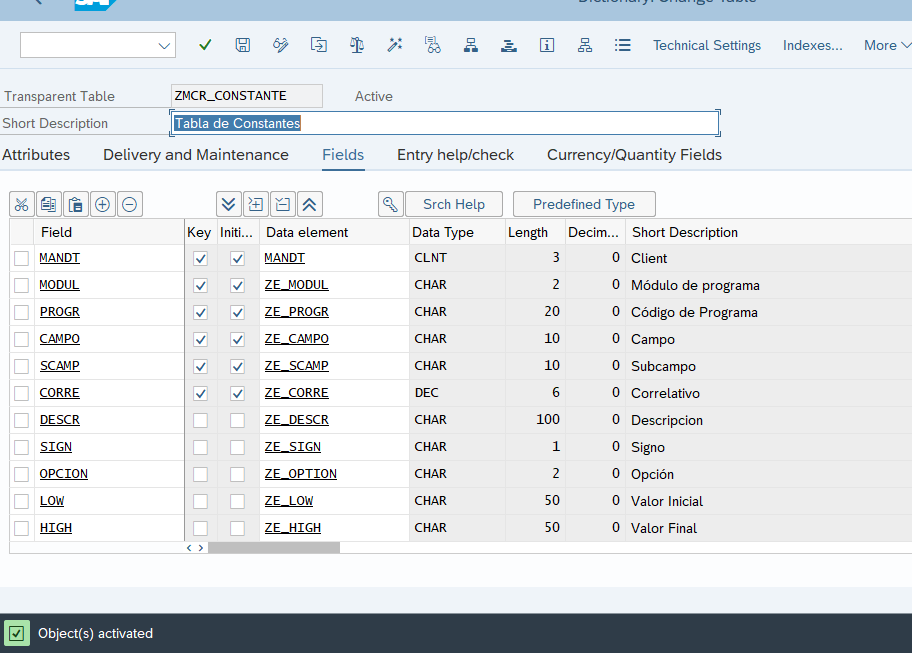 Technical Settings Indexes... More
Transparent Table ZMCR_CONSTANTE Active
Short Description Tabla de Constantes
Attributes Delivery and Maintenance Fields Entry help/check Currency/Quantity Fields
Srch Help Predefined Type
Field Key Initi... Data element Data Type Length Decim... Short Description
MANDT MANDT CLNT 3 0 Client
MODUL ZE_MODUL CHAR 2 0 Módulo de programa
PROGR ZE_PROGR CHAR 20 0 Código de Programa
CAMPO ZE_CAMPO CHAR 10 0 Campo
SCAMP ZE_SCAMP CHAR 10 0 Subcampo
CORRE ZE_CORRE DEC 6 0 Correlativo
DESCR ZE_DESCR CHAR 100 0 Descripcion
SIGN ZE_SIGN CHAR 1 0 Signo
OPCION ZE_OPTION CHAR 2 0 Opción
LOW ZE_LOW CHAR 50 0 Valor Inicial
HIGH ZE_HIGH CHAR 50 0 Valor Final
Object(s) activated